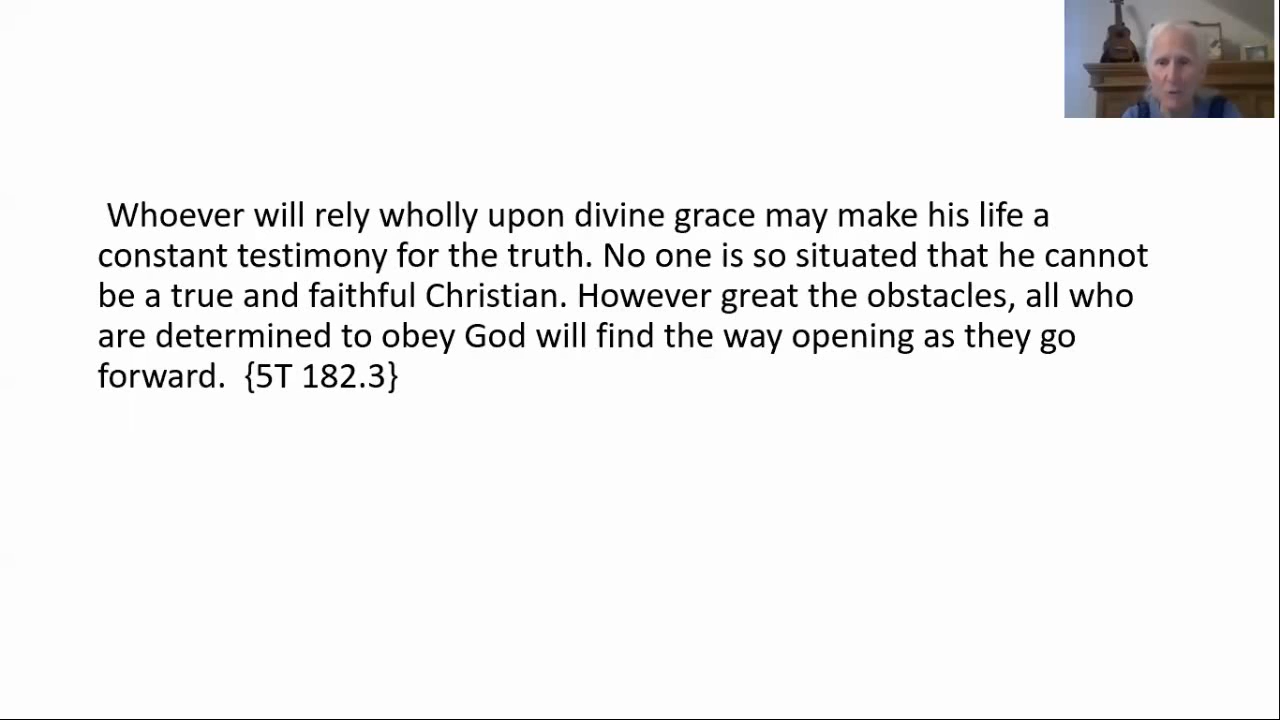 Whoever will rely wholly upon divine grace may make his life a
constant testimony for the truth. No one is so situated that he cannot
be a true and faithful Christian. However great the obstacles, all who
are determined to obey God will find the way opening as they go
forward.  {5T 182.3}